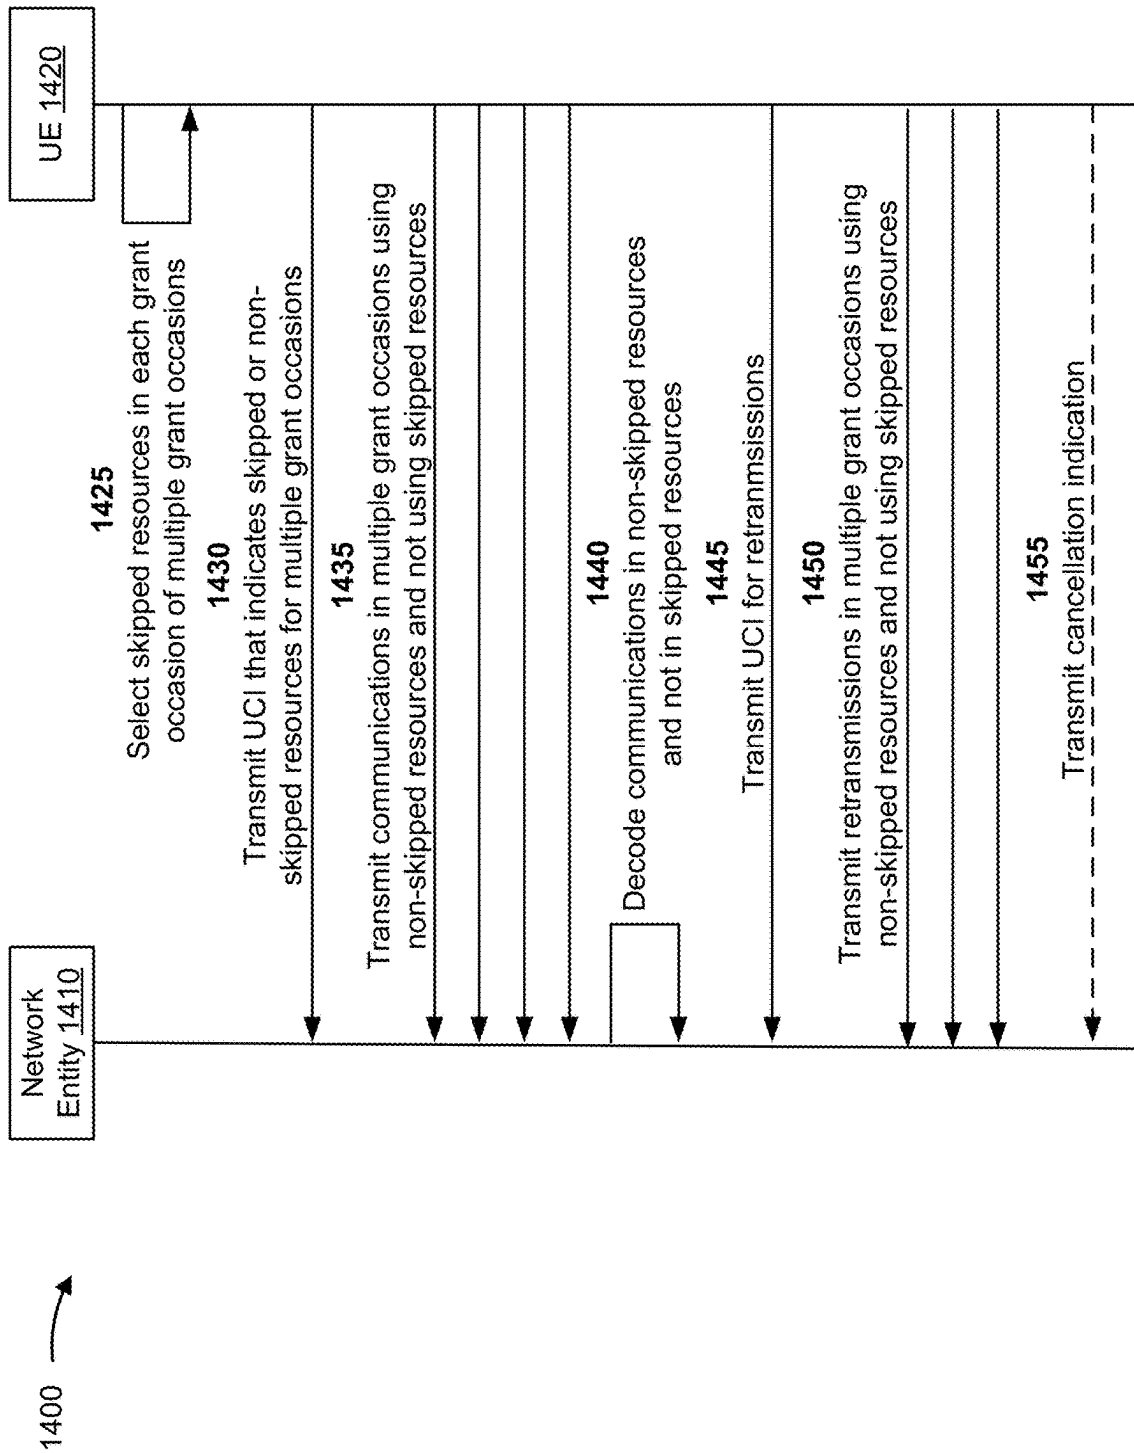 1400
Network
Entity 1410
UE 1420
1425
Select skipped resources in each grant
occasion of multiple grant occasions
1430
Transmit UCI that indicates skipped or non-
skipped resources for multiple grant occasions
1435
Transmit communications in multiple grant occasions using
non-skipped resources and not using skipped resources
1440
Decode communications in non-skipped resources
and not in skipped resources
1445
Transmit UCI for retranmsissions
1450
Transmit retransmissions in multiple grant occasions using
non-skipped resources and not using skipped resources
1455
Transmit cancellation indication